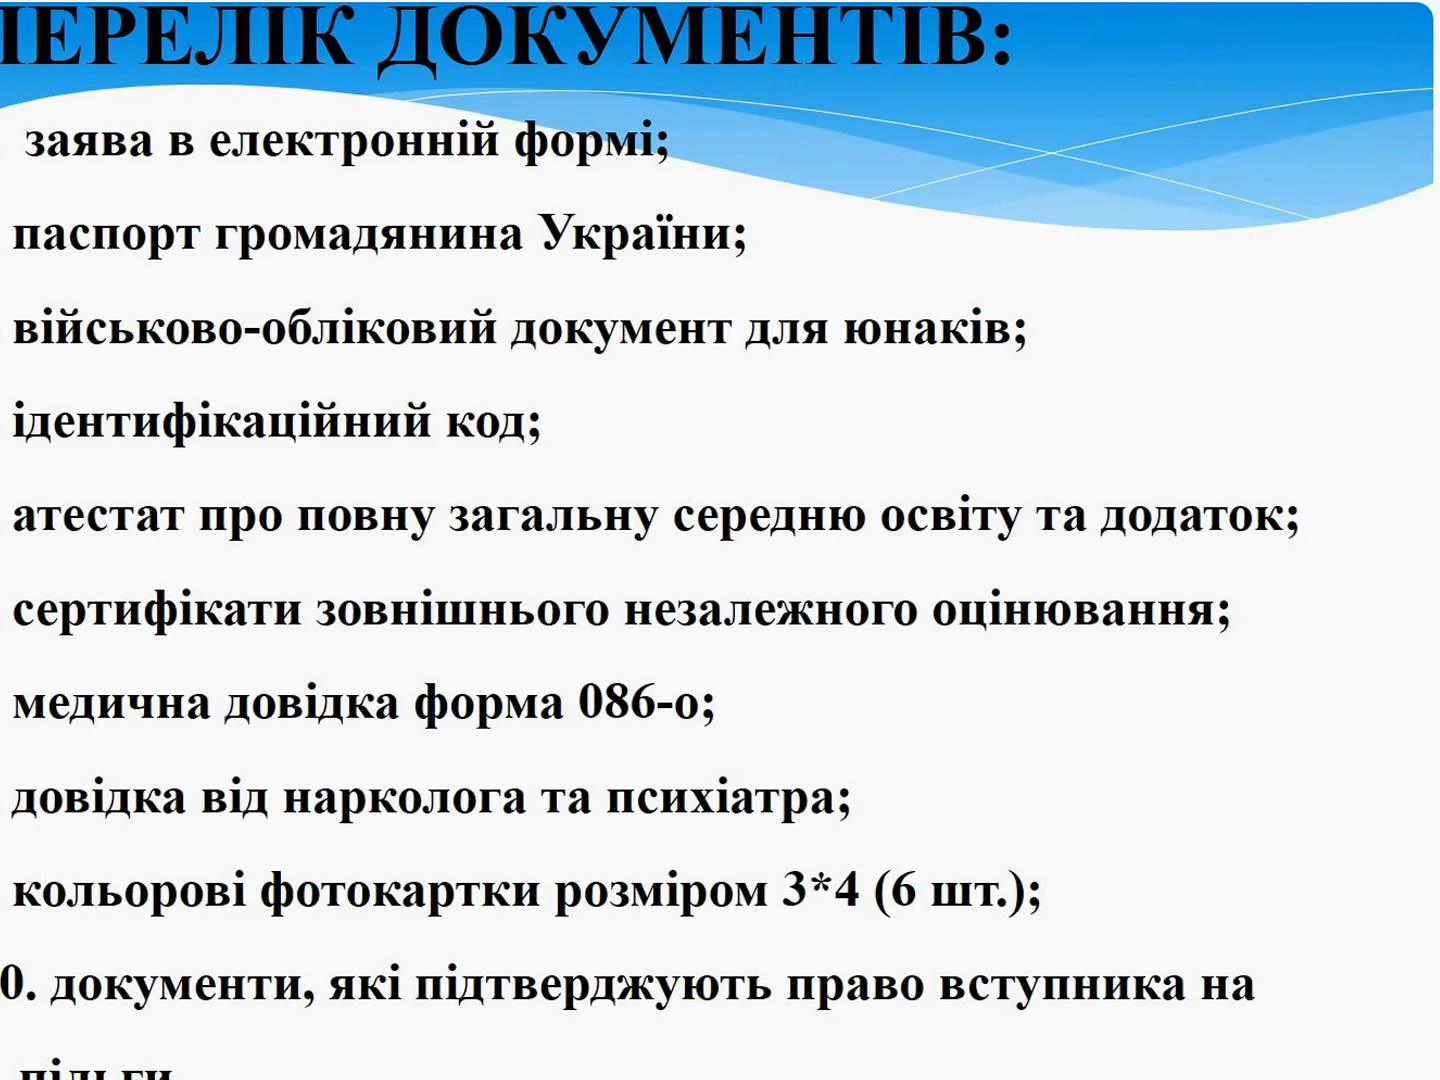 ПЕРЕЛІК ДОКУМЕНТІВ:
заява в електронній формі;
паспорт громадянина України;
військово-обліковий документ для юнаків;
ідентифікаційний код;
атестат про повну загальну середню освіту та додаток;
сертифікати зовнішнього незалежного оцінювання;
медична довідка форма 086-о;
довідка від нарколога та психіатра;
кольорові фотокартки розміром 3*4 (6 шт.);
0. документи, які підтверджують право вступника на
пільги